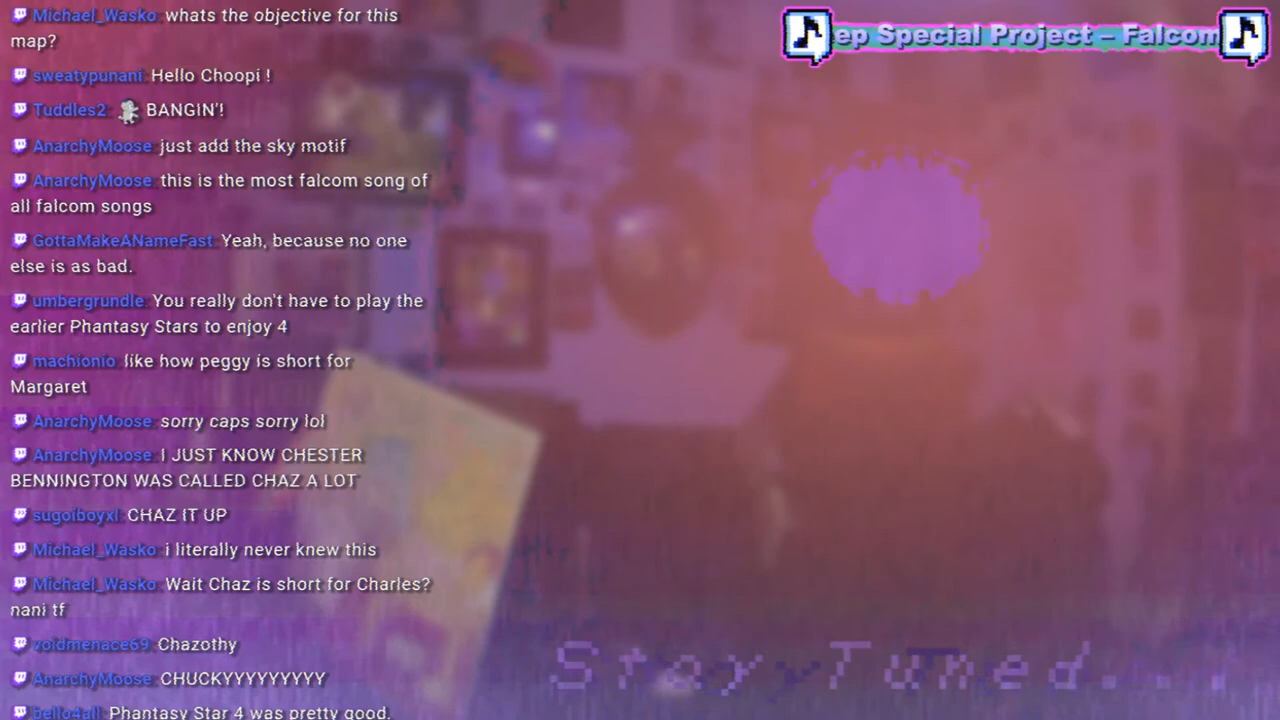 Michael_Wasko: whats the objective for this
map?
sweatypunani: Hello Choopi !
Tuddles2: BANGIN'!
AnarchyMoose: just add the sky motif
AnarchyMoose: this is the most falcom song of
all falcom songs
GottaMakeANameFast: Yeah, because no one
else is as bad.
umbergrundle: You really don't have to play the
earlier Phantasy Stars to enjoy 4
machionio: like how peggy is short for
Margaret
AnarchyMoose: sorry caps sorry lol
AnarchyMoose: I JUST KNOW CHESTER
BENNINGTON WAS CALLED CHAZ A LOT
sugoiboyxl: CHAZ IT UP
Michael_Wasko: i literally never knew this
Michael_Wasko: Wait Chaz is short for Charles?
nani tf
voidmenace69: Chazothy
AnarchyMoose: CHUCKYYYYYYYYY
bello4all: Phantasy Star 4 was pretty good.
ep Special Project – Falcom
Stay Tuned...